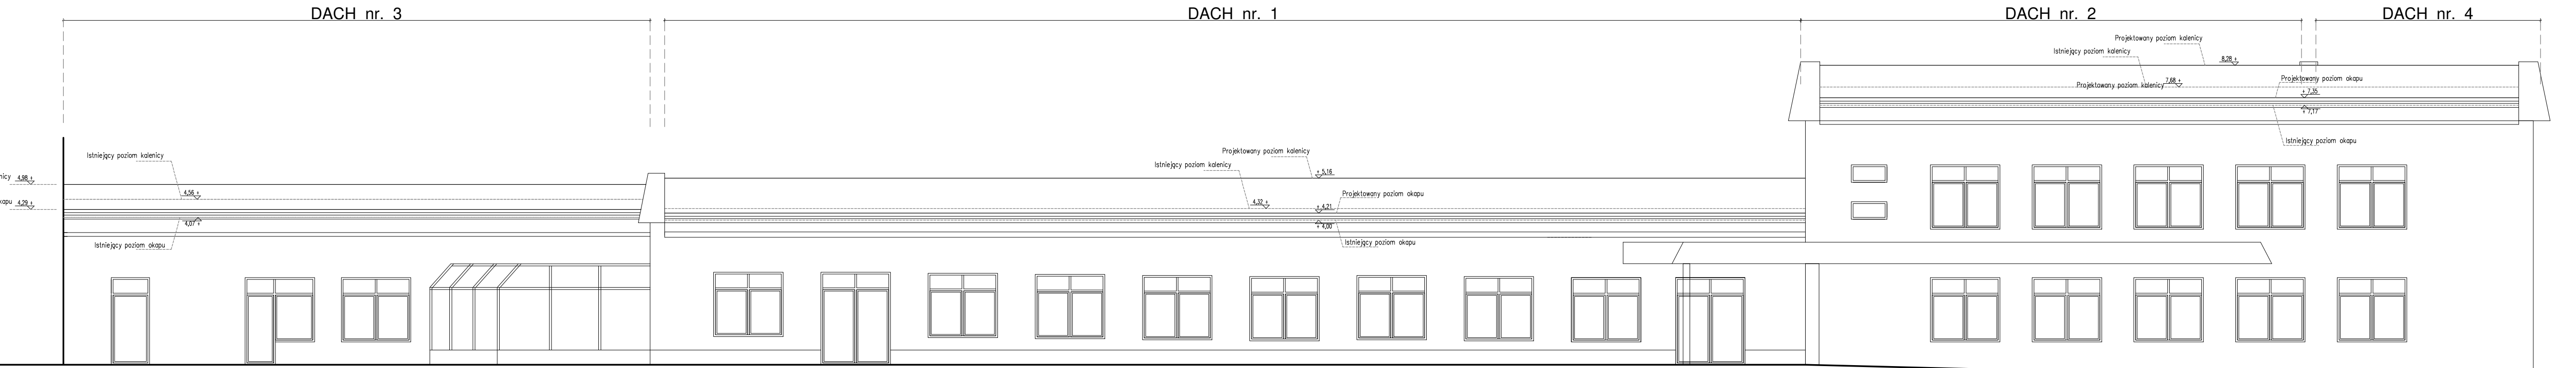 DACH nr. 3
DACH nr. 1
DACH nr. 2
DACH nr. 4
Projektowany poziom kalenicy
Istniejący poziom kalenicy
8,28 +
Projektowany poziom kalenicy
7,68 +
Projektowany poziom okapu
+ 7,35
+ 7,17
Istniejący poziom okapu
Istniejący poziom kalenicy
nicy 4,98 +
4,56 +
okapu 4,29 +
4,07 +
Istniejący poziom okapu
Projektowany poziom kalenicy
Istniejący poziom kalenicy
+ 5,16
Projektowany poziom okapu
4,32 +
+ 4,21
+ 4,00
Istniejący poziom okapu